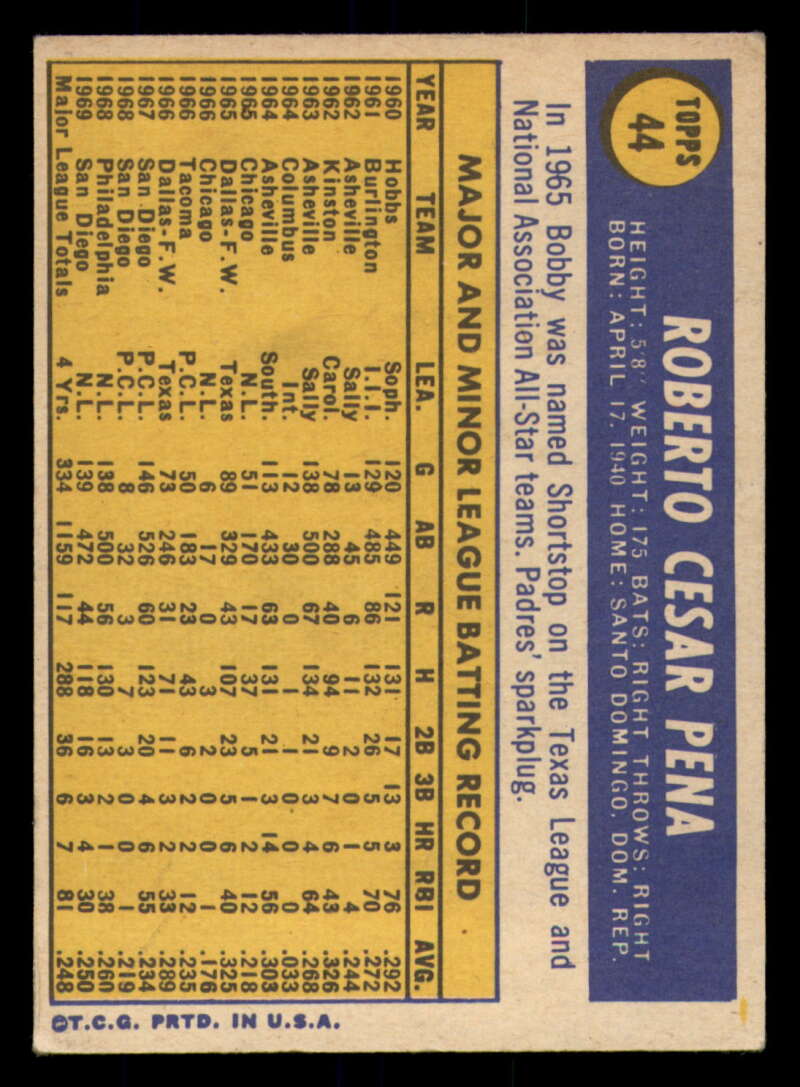 TOPPS
44
ROBERTO CESAR PENA
HEIGHT: 5'8" WEIGHT: 175 BATS: RIGHT THROWS: RIGHT
BORN: APRIL 17, 1940 HOME: SANTO DOMINGO, DOM. REP.
In 1965 Bobby was named Shortstop on the Texas League and
National Association All-Star teams. Padres' sparkplug.
MAJOR AND MINOR LEAGUE BATTING RECORD
YEAR TEAM LEA. G AB R H 2B 3B HR RBI AVG.
1960 Hobbs Soph. 120 449 121 131 17 13 3 76 .292
1961 Burlington I.I.I. 129 485 86 132 26 5 5 70 .272
1962 Asheville Sally 13 45 6 11 2 0 1 4 .244
1962 Kinston Carol. 78 288 40 94 9 7 6 43 .326
1963 Asheville Sally 138 500 67 134 21 3 4 64 .268
1964 Columbus Int. 12 30 0 1 1 0 0 0 .033
1964 Asheville South. 113 433 63 131 21 3 14 56 .303
1965 Chicago N.L. 51 170 17 37 5 1 2 12 .218
1965 Dallas-F.W. Texas 89 329 43 107 23 5 6 40 .325
1966 Chicago N.L. 6 17 0 3 2 0 0 1 .176
1966 Tacoma P.C.L. 50 183 23 43 6 2 2 12 .235
1966 Dallas-F.W. Texas 73 246 31 71 11 3 2 33 .289
1967 San Diego P.C.L. 146 526 60 123 20 4 6 55 .234
1968 San Diego P.C.L. 8 32 3 7 3 0 0 1 .219
1968 Philadelphia N.L. 138 500 56 130 13 2 1 38 .260
1969 San Diego N.L. 139 472 44 118 16 3 4 30 .250
Major League Totals 4 Yrs. 334 1159 117 288 36 6 7 81 .248
©T.C.G. PRTD. IN U.S.A.